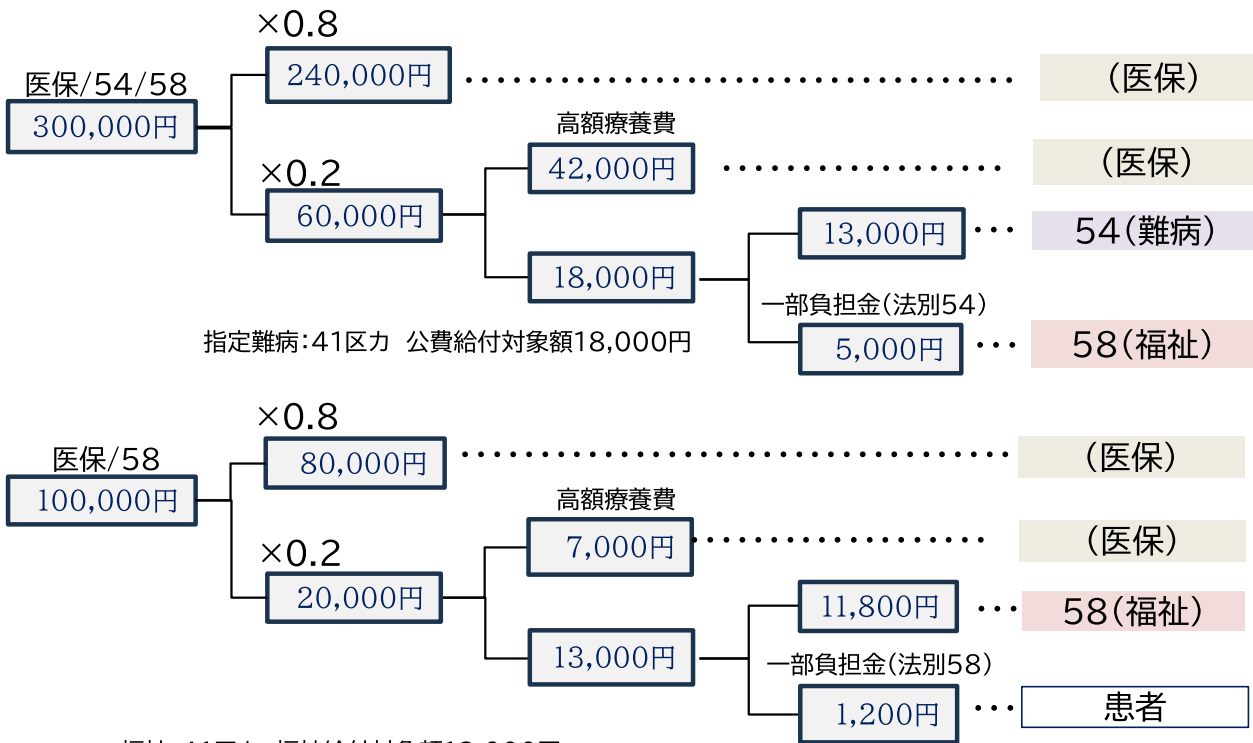 ×0.8
医保/54/58
240,000円
(医保)
300,000円
高額療養費
×0.2
42,000円
(医保)
60,000円
13,000円
54(難病)
18,000円
一部負担金(法別54)
指定難病:41区カ 公費給付対象額18,000円
5,000円
58(福祉)
×0.8
医保/58
80,000円
(医保)
100,000円
高額療養費
×0.2
7,000円
(医保)
20,000円
11,800円
58(福祉)
13,000円
一部負担金(法別58)
1,200円
患者